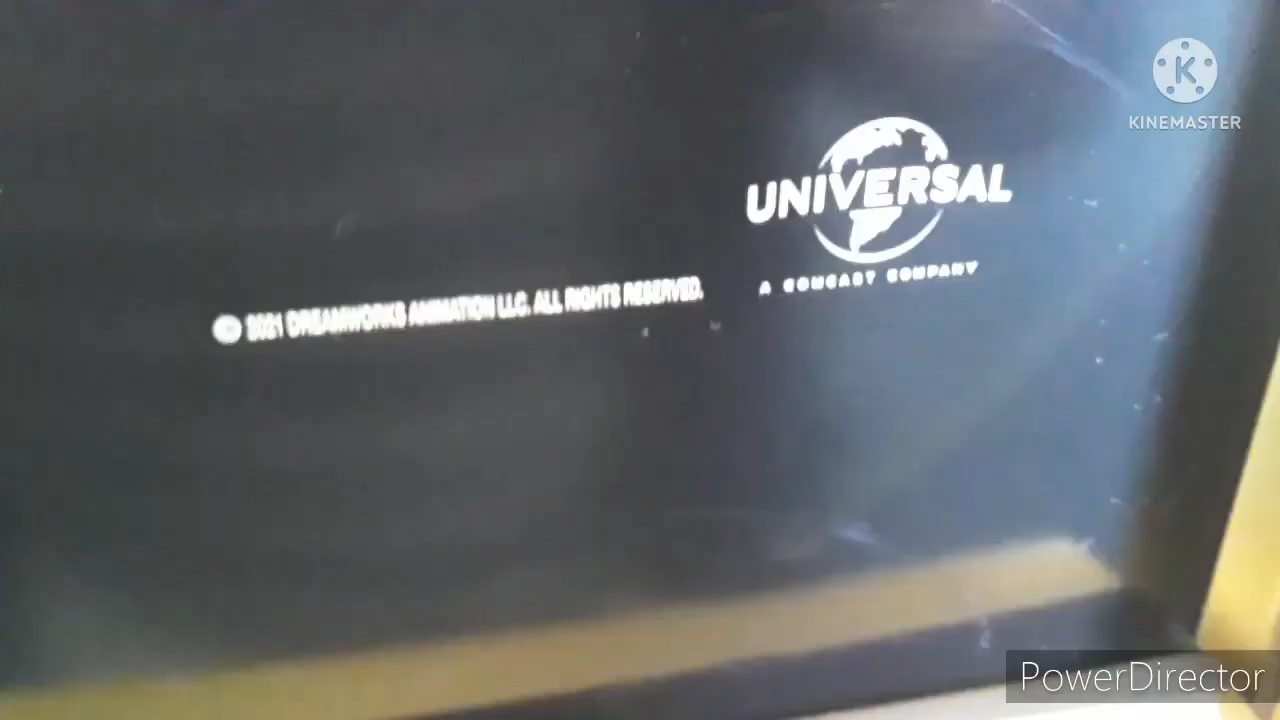 KINEMASTER
UNIVERSAL
A COMCAST COMPANY
© 2021 DREAMWORKS ANIMATION LLC. ALL RIGHTS RESERVED.
PowerDirector